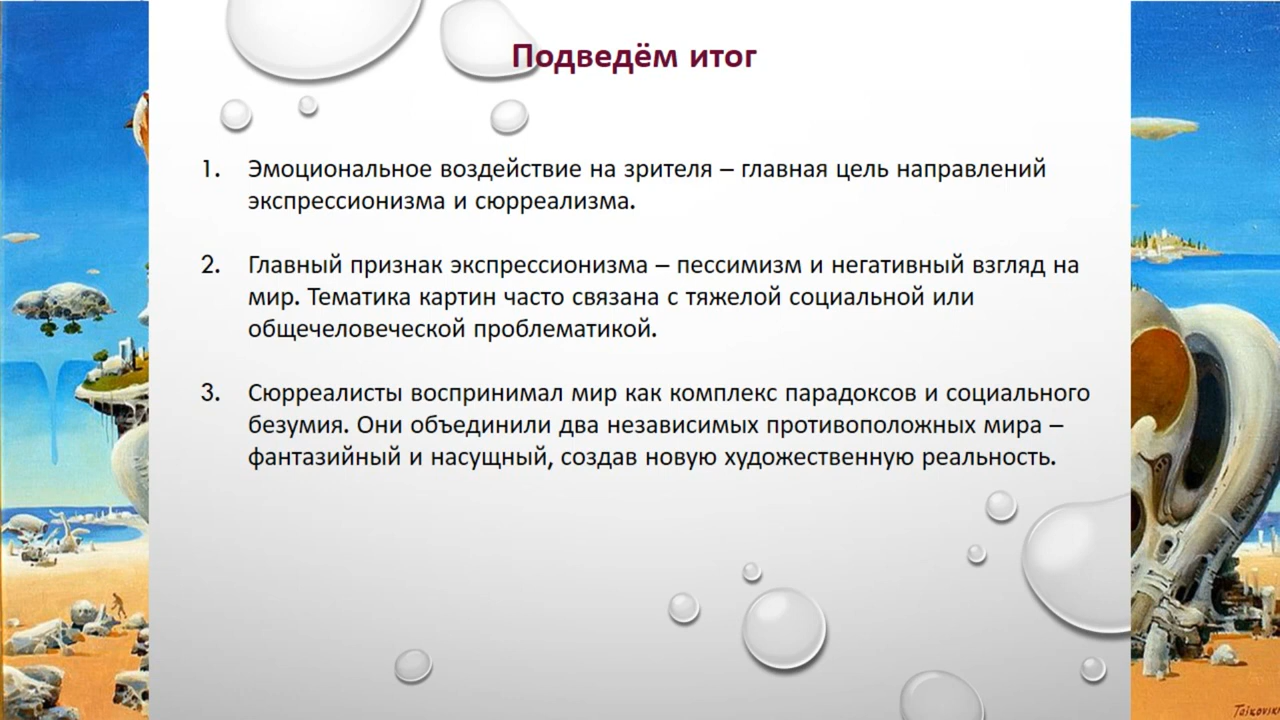 Подведём итог
1. Эмоциональное воздействие на зрителя – главная цель направлений
экспрессионизма и сюрреализма.
2. Главный признак экспрессионизма – пессимизм и негативный взгляд на
мир. Тематика картин часто связана с тяжелой социальной или
общечеловеческой проблематикой.
3. Сюрреалисты воспринимал мир как комплекс парадоксов и социального
безумия. Они объединили два независимых противоположных мира –
фантазийный и насущный, создав новую художественную реальность.